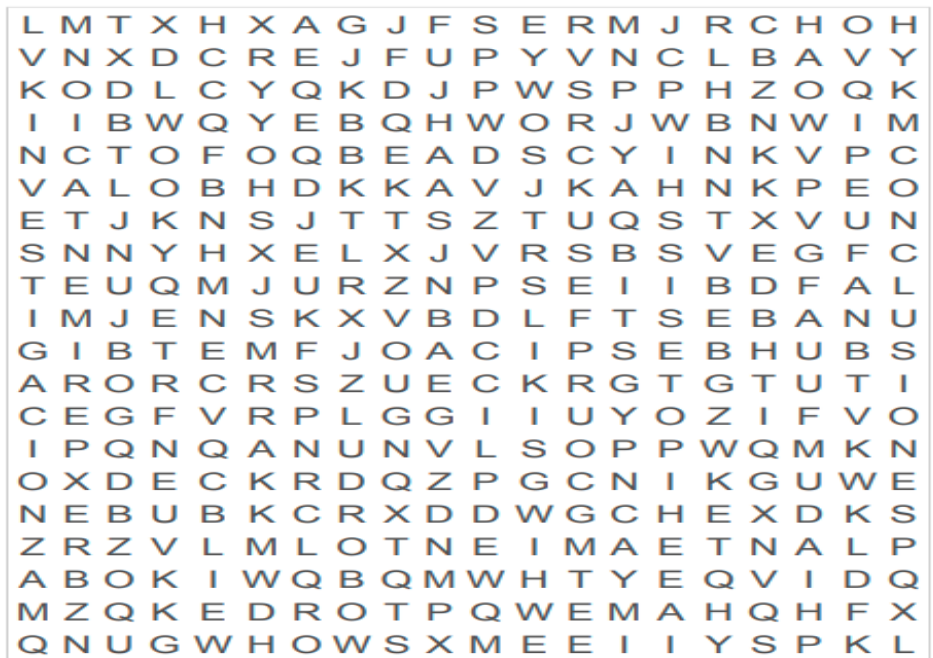 L M T X H X A G J F S E R M J R C H O H
V N X D C R E J F U P Y V N C L B A V Y
K O D L C Y Q K D J P W S P P H Z O Q K
I I B W Q Y E B Q H W O R J W B N W I M
N C T O F O Q B E A D S C Y I N K V P C
V A L O B H D K K A V J K A H N K P E O
E T J K N S J T T S Z T U Q S T X V U N
S N N Y H X E L X J V R S B S V E G F C
T E U Q M J U R Z N P S E I I B D F A L
I M J E N S K X V B D L F T S E B A N U
G I B T E M F J O A C I P S E B H U B S
A R O R C R S Z U E C K R G T G T U T I
C E G F V R P L G G I I U Y O Z I F V O
I P Q N Q A N U N V L S O P P W Q M K N
O X D E C K R D Q Z P G C N I K G U W E
N E B U B K C R X D D W G C H E X D K S
Z R Z V L M L O T N E I M A E T N A L P
A B O K I W Q B Q M W H T Y E Q V I D Q
M Z Q K E D R O T P Q W E M A H Q H F X
Q N U G W H O W S X M E E I I Y S P K L